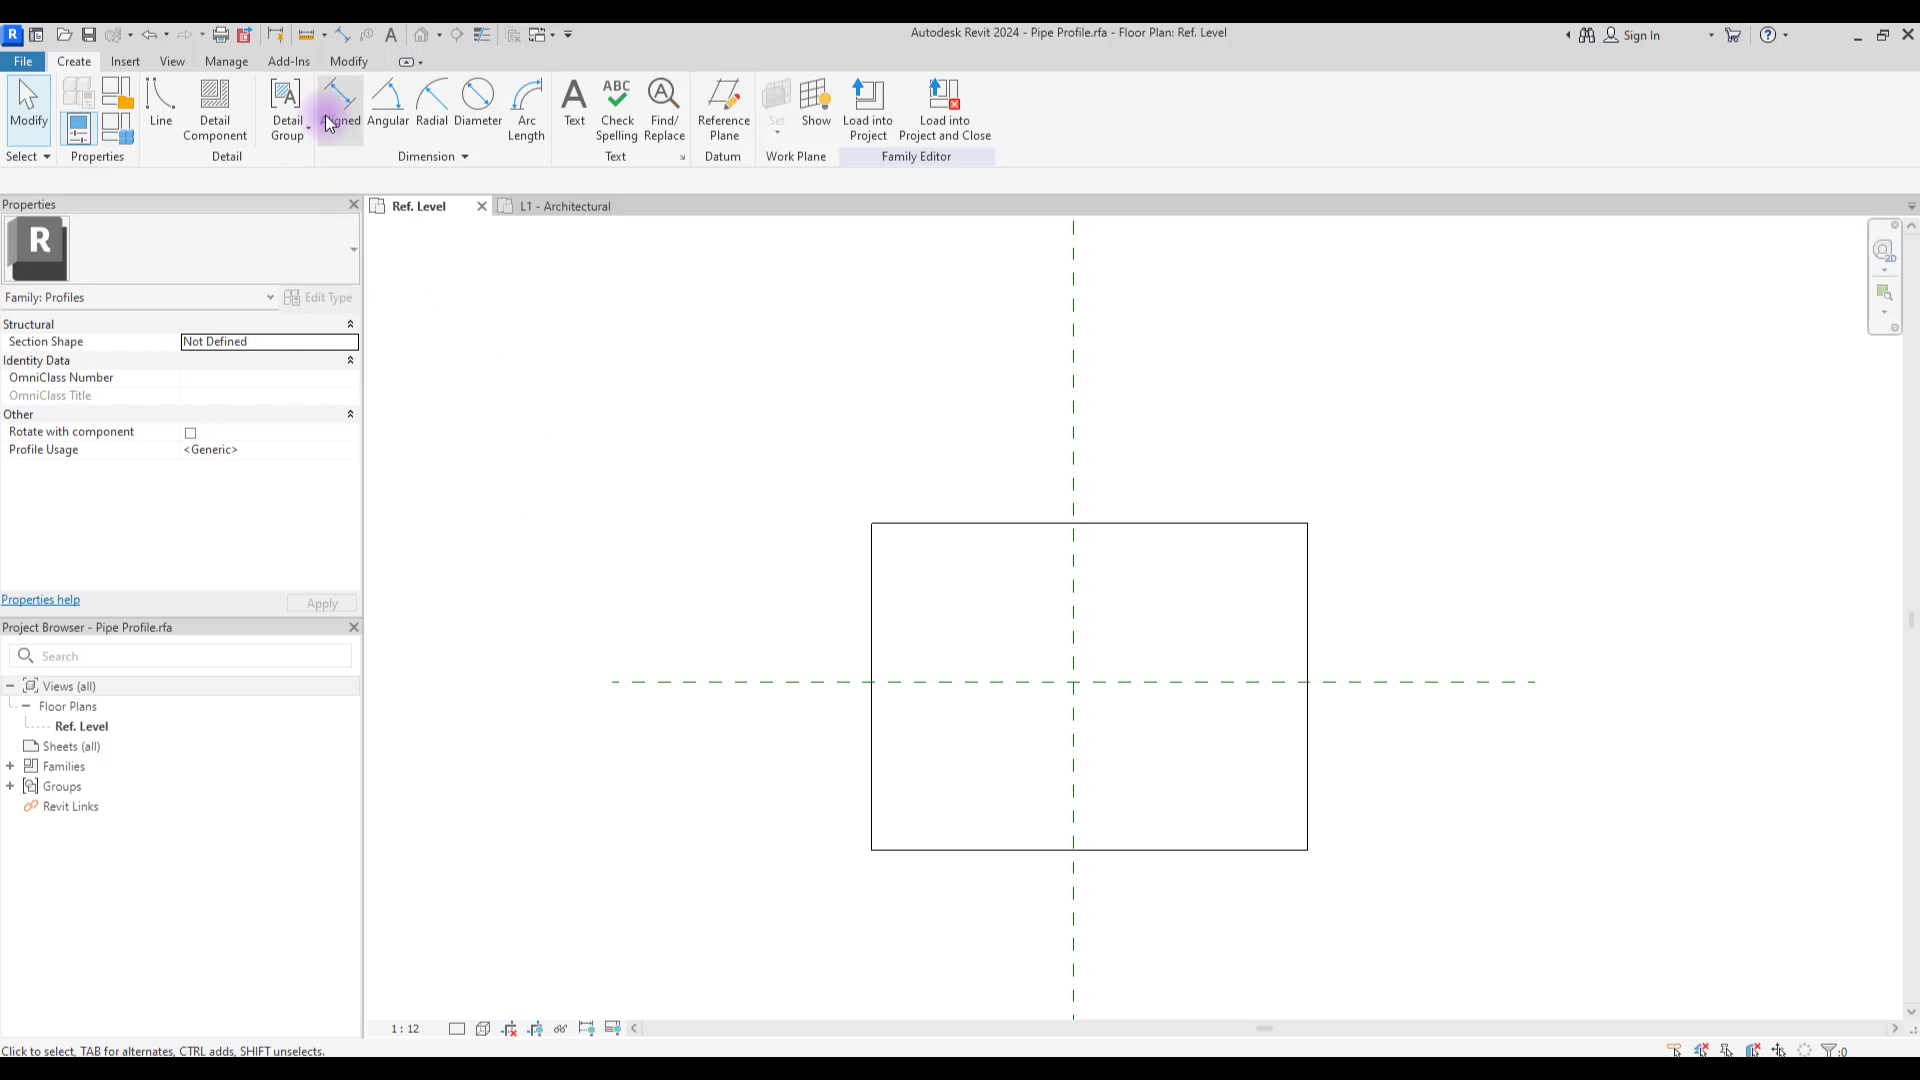 R
Autodesk Revit 2024 - Pipe Profile.rfa - Floor Plan: Ref. Level
Sign In
File Create Insert View Manage Add-Ins Modify
Modify
Line
Detail Component
Detail Group
Aligned
Angular
Radial
Diameter
Arc Length
A
Text
ABC
Check Spelling
Find/ Replace
Reference Plane
Set
Show
Load into Project
Load into Project and Close
Select
Properties
Detail
Dimension
Text
Datum
Work Plane
Family Editor
Properties
Ref. Level
L1 - Architectural
R
2D
Family: Profiles
Edit Type
Structural
Section Shape Not Defined
Identity Data
OmniClass Number
OmniClass Title
Other
Rotate with component
Profile Usage <Generic>
Properties help
Apply
Project Browser - Pipe Profile.rfa
Search
Views (all)
Floor Plans
Ref. Level
Sheets (all)
Families
Groups
Revit Links
1 : 12
Click to select, TAB for alternates, CTRL adds, SHIFT unselects.
:0